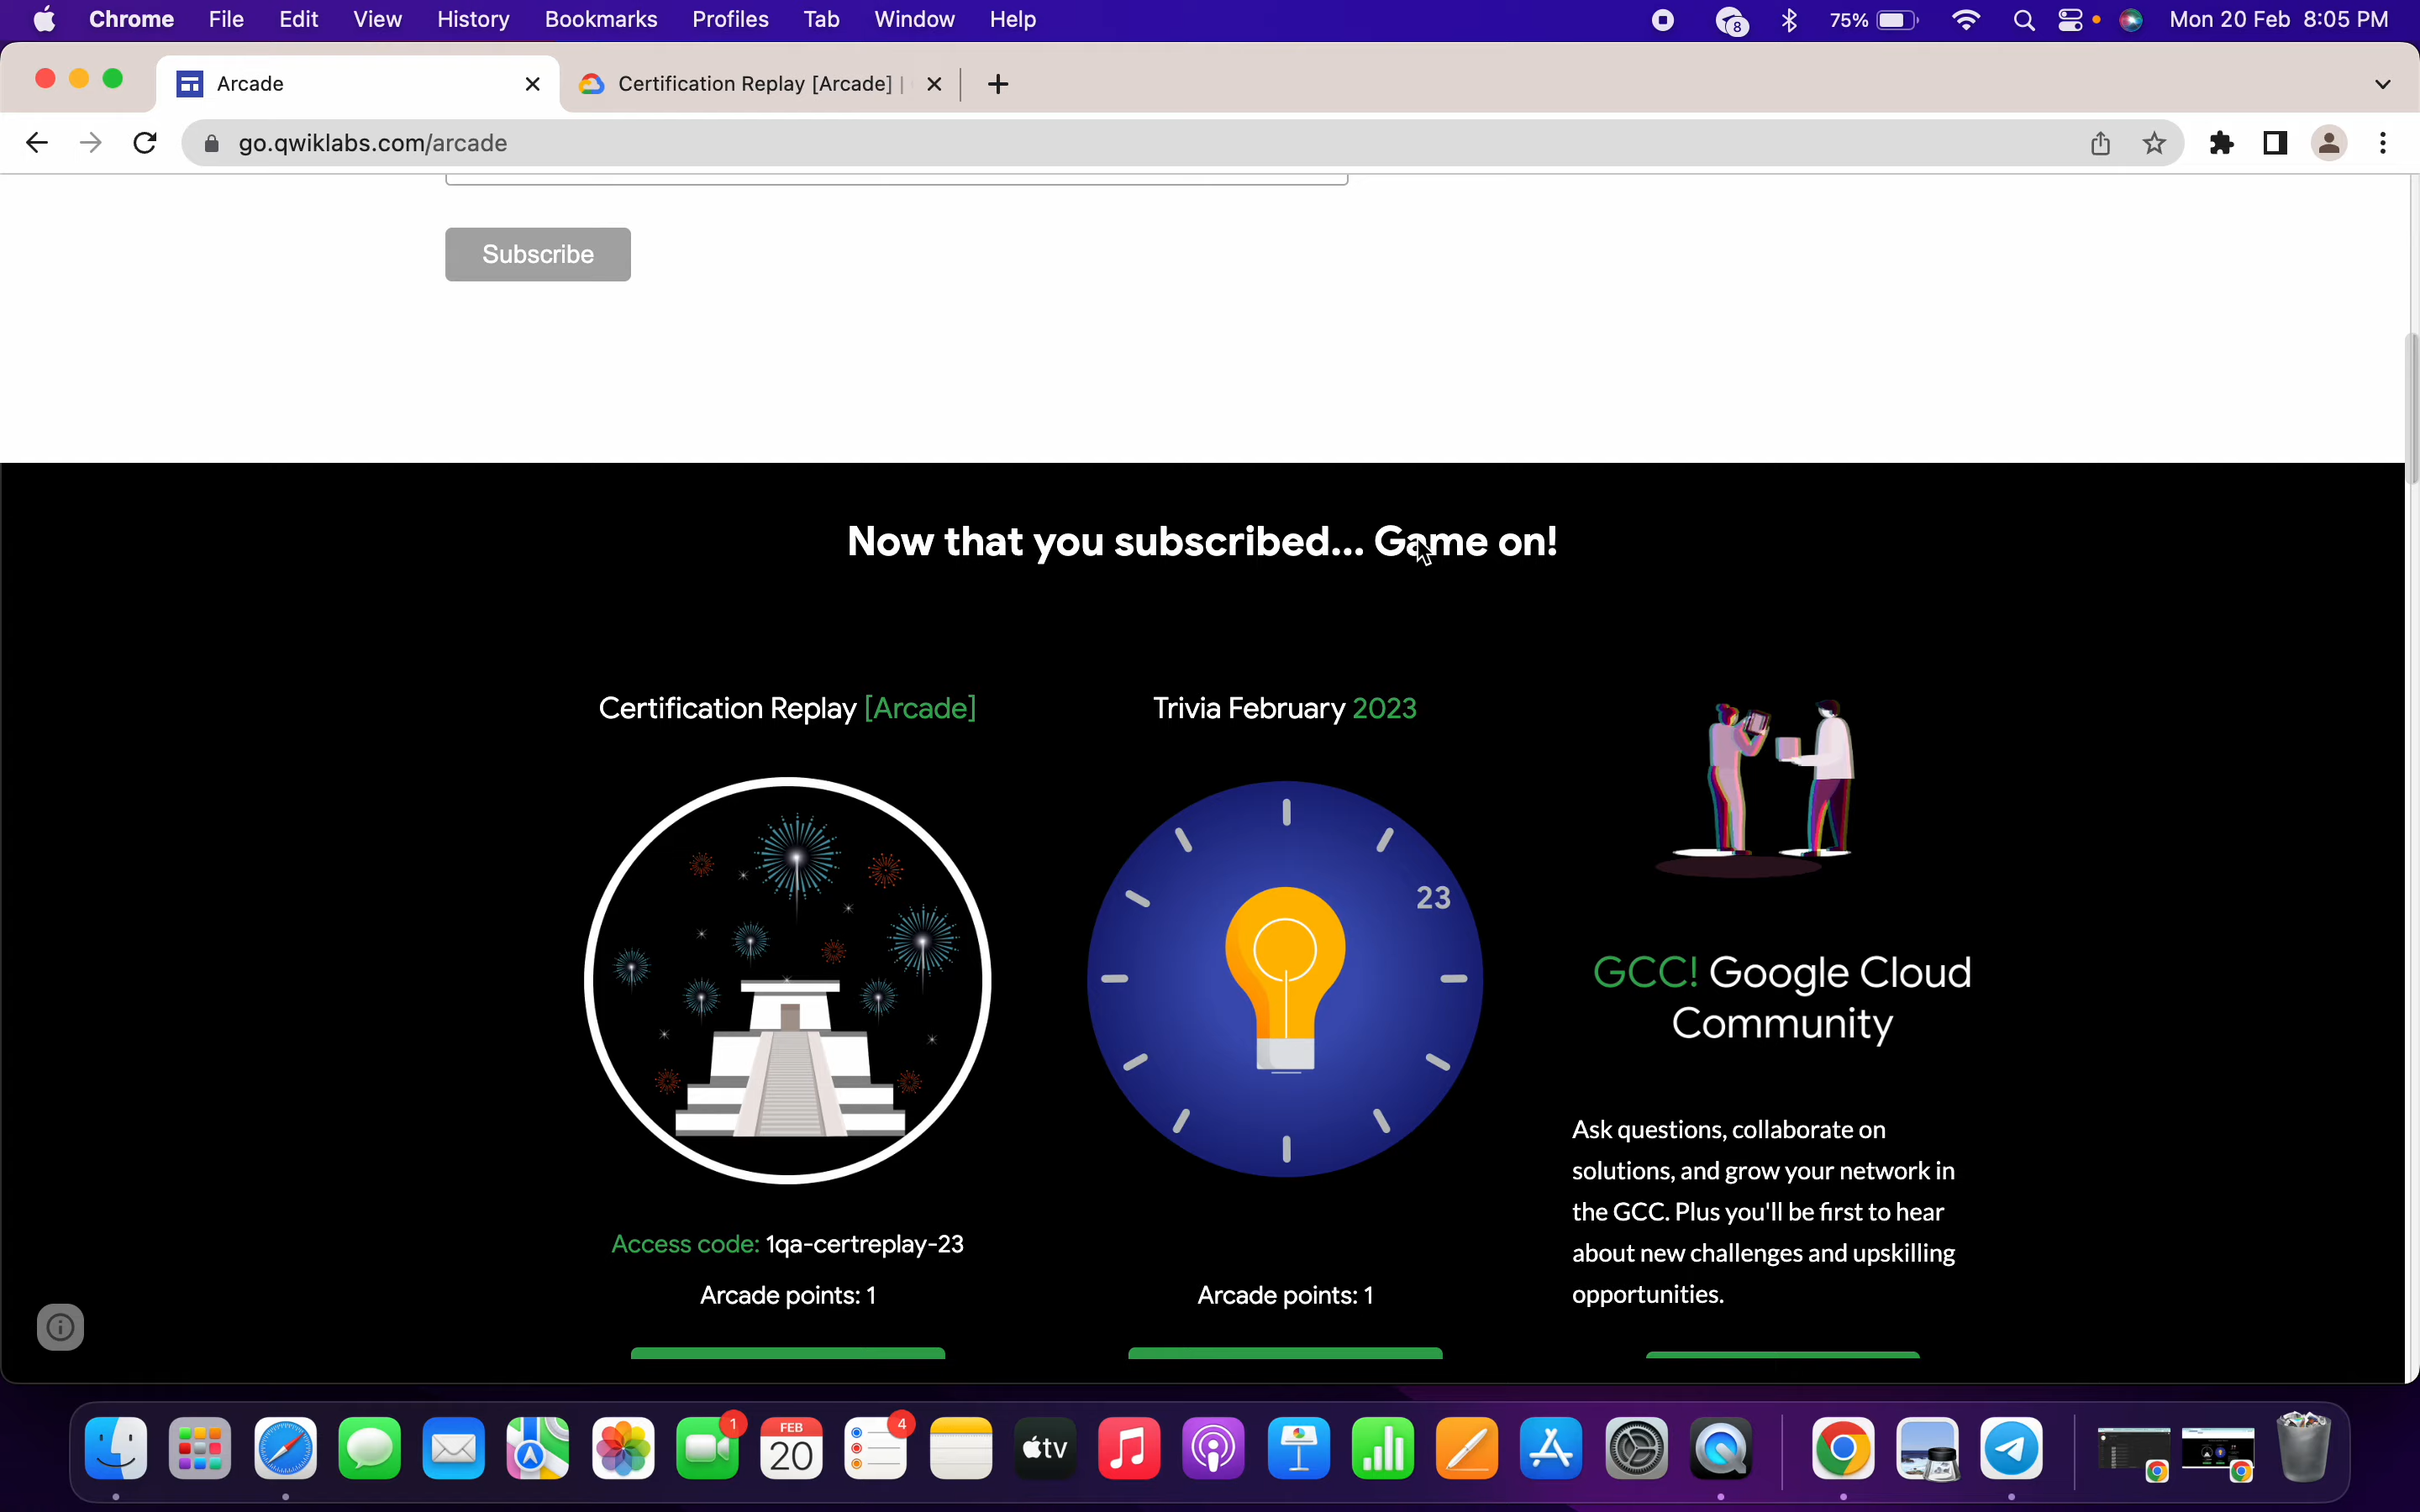 Chrome File Edit View History Bookmarks Profiles Tab Window Help 8 75% Mon 20 Feb 8:05 PM
Arcade Certification Replay [Arcade] |
go.qwiklabs.com/arcade
Subscribe
Now that you subscribed... Game on!
Certification Replay [Arcade]
Access code: 1qa-certreplay-23
Arcade points: 1
Trivia February 2023
23
Arcade points: 1
GCC! Google Cloud
Community
Ask questions, collaborate on
solutions, and grow your network in
the GCC. Plus you'll be first to hear
about new challenges and upskilling
opportunities.
1 FEB 20 4 tv